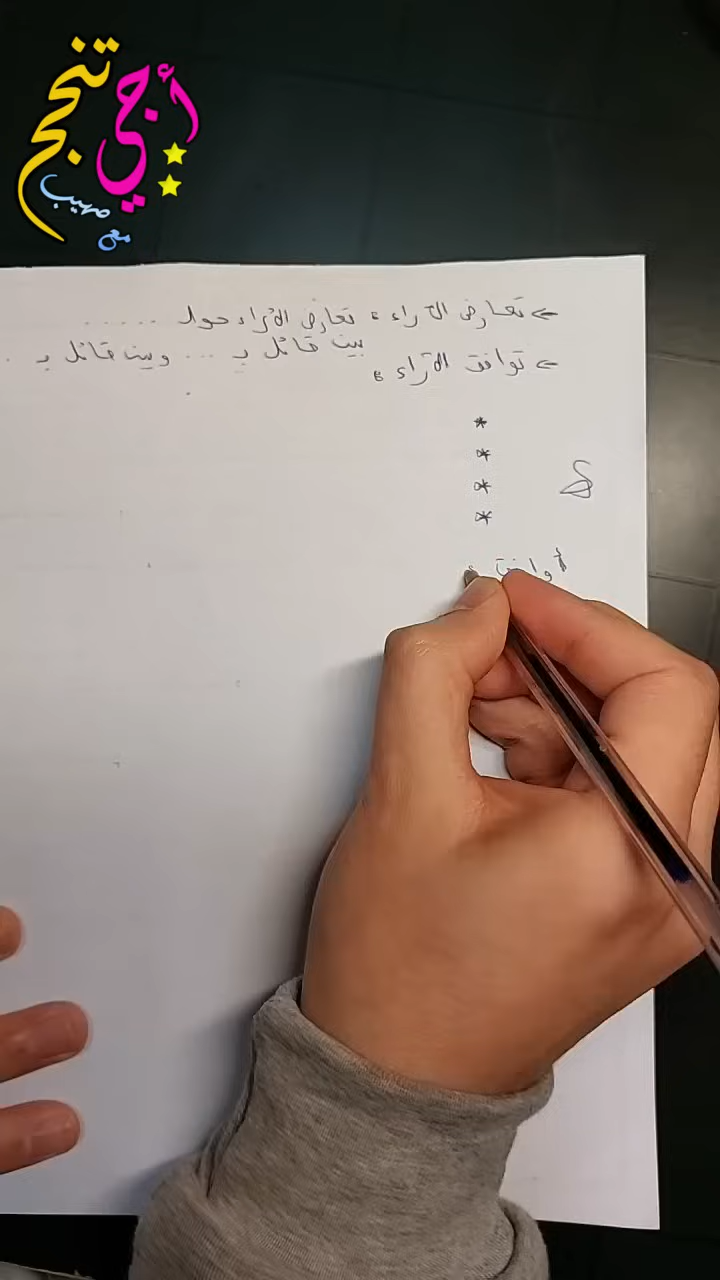 أجي تنجح
مع صهيب
> تعارض الآراء : تعارض الآراء حول .....
بين قائل بـ ... وبين قائل بـ ..
> توافق الآراء :
*
*
*
*
أوافق